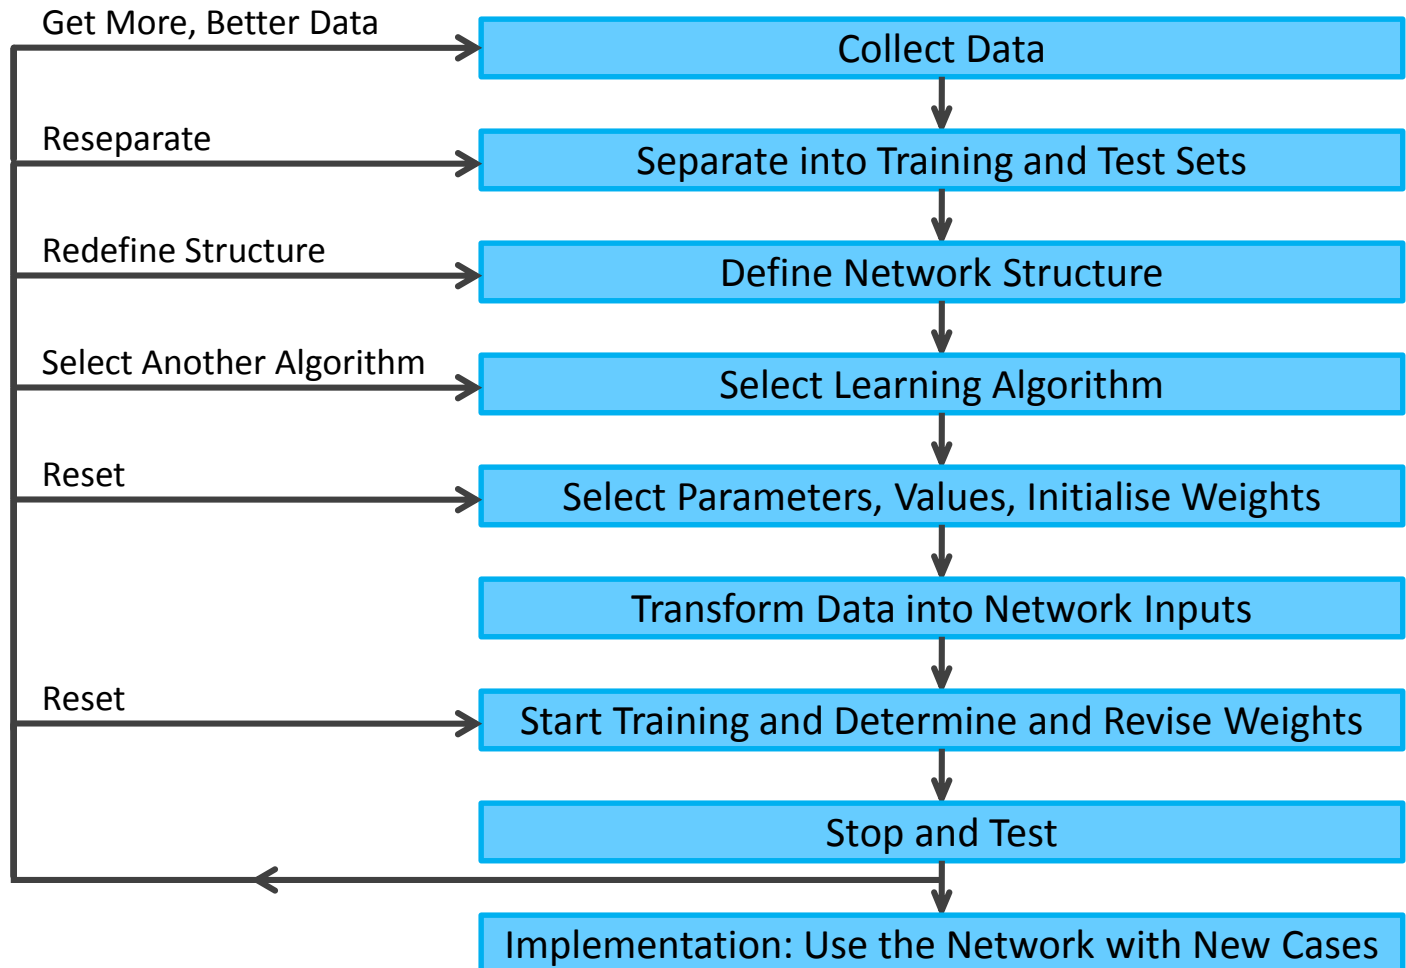 Get More, Better Data
Collect Data
Reseparate
Separate into Training and Test Sets
Redefine Structure
Define Network Structure
Select Another Algorithm
Select Learning Algorithm
Reset
Select Parameters, Values, Initialise Weights
Transform Data into Network Inputs
Reset
Start Training and Determine and Revise Weights
Stop and Test
Implementation: Use the Network with New Cases